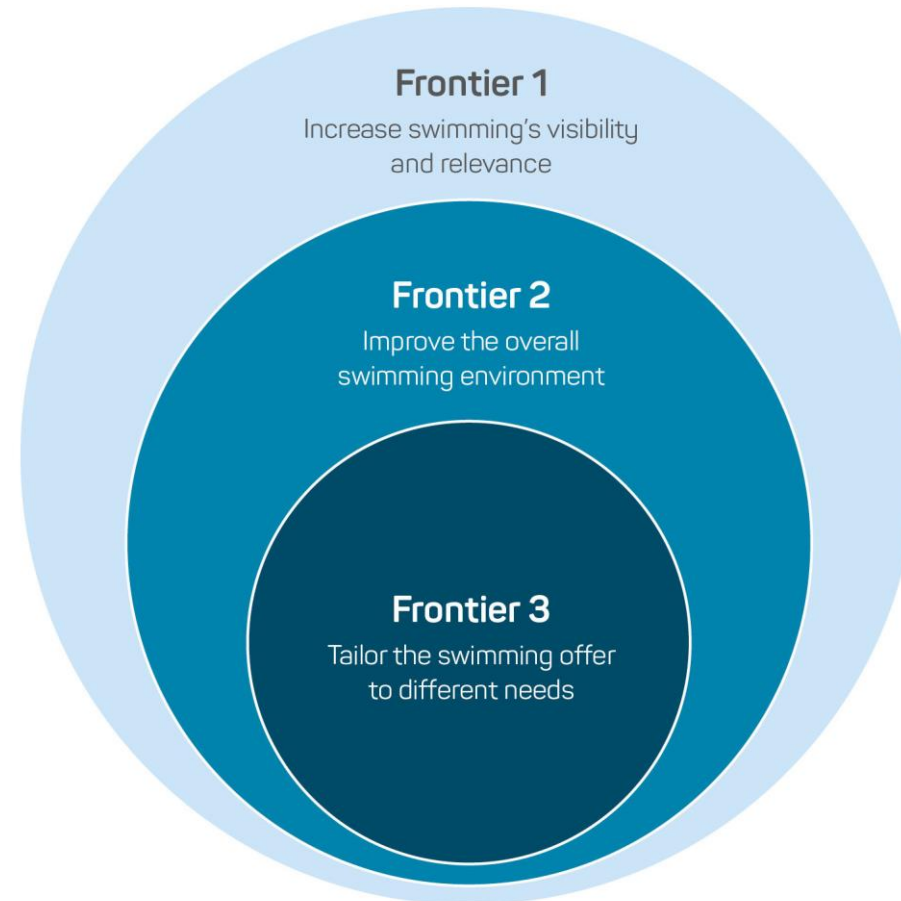 Frontier 1
Increase swimming's visibility
and relevance
Frontier 2
Improve the overall
swimming environment
Frontier 3
Tailor the swimming offer
to different needs